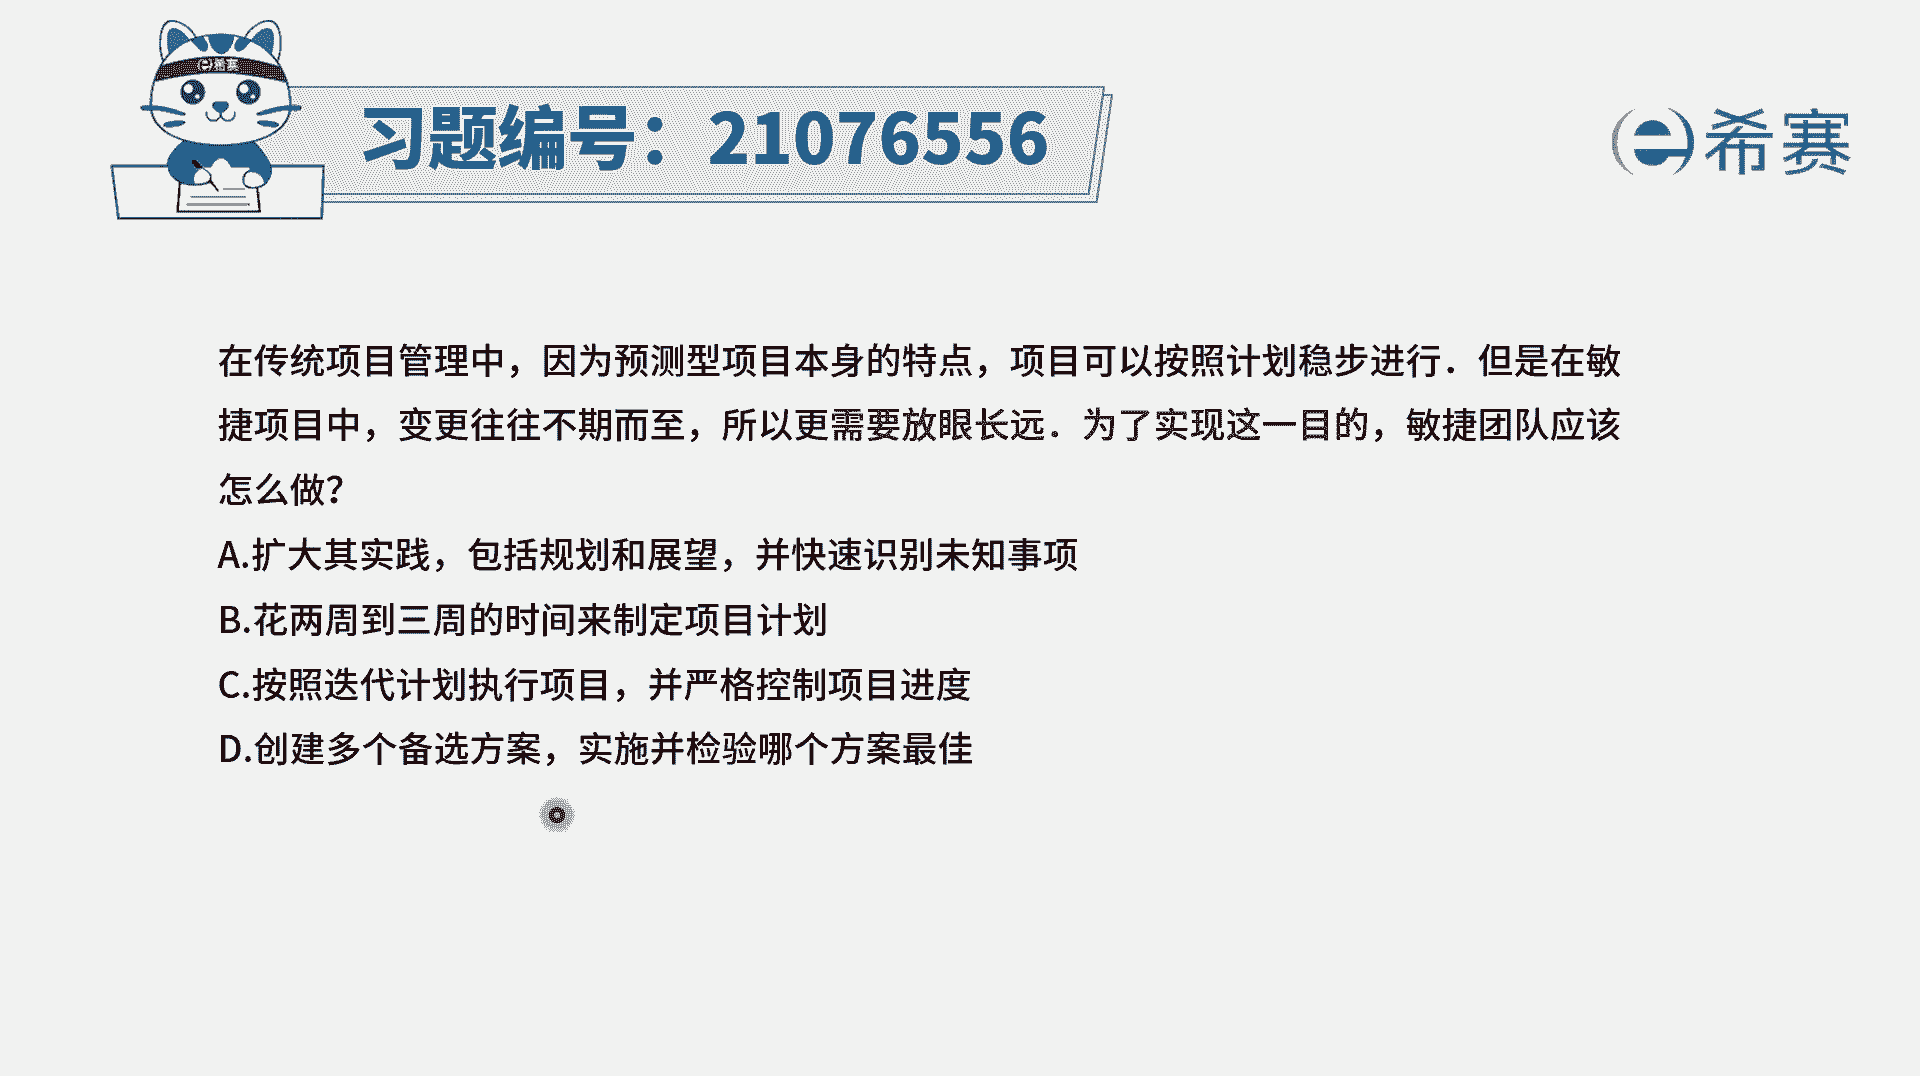 e希赛
习题编号：21076556
e希赛
在传统项目管理中，因为预测型项目本身的特点，项目可以按照计划稳步进行．但是在敏
捷项目中，变更往往不期而至，所以更需要放眼长远．为了实现这一目的，敏捷团队应该
怎么做？
A.扩大其实践，包括规划和展望，并快速识别未知事项
B.花两周到三周的时间来制定项目计划
C.按照迭代计划执行项目，并严格控制项目进度
D.创建多个备选方案，实施并检验哪个方案最佳